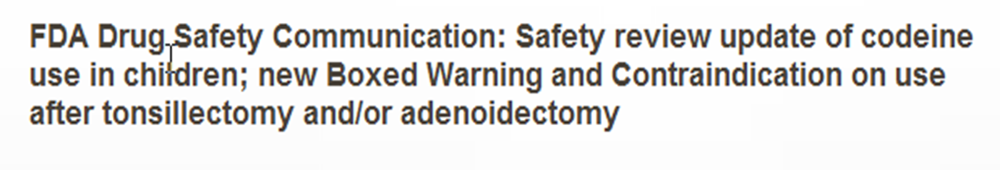 FDA Drug Safety Communication: Safety review update of codeine
use in children; new Boxed Warning and Contraindication on use
after tonsillectomy and/or adenoidectomy